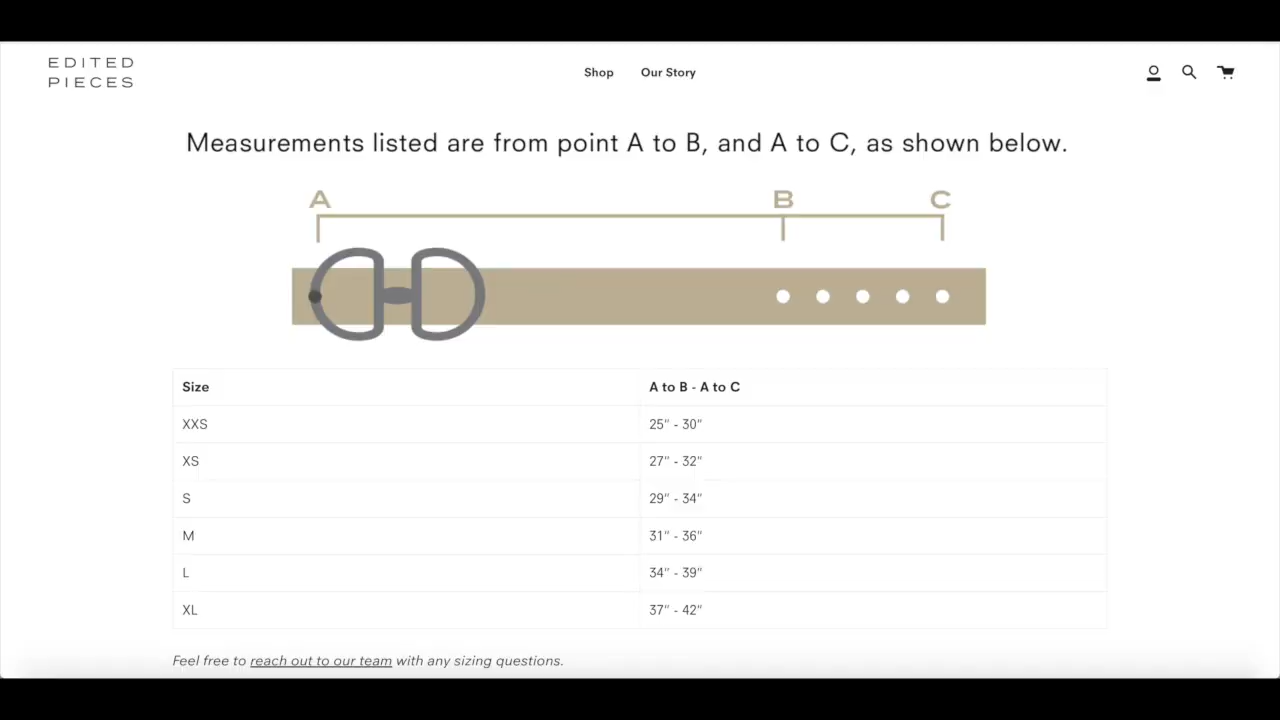 EDITED
PIECES
Shop Our Story
Measurements listed are from point A to B, and A to C, as shown below.
A B C
Size A to B - A to C
XXS 25" - 30"
XS 27" - 32"
S 29" - 34"
M 31" - 36"
L 34" - 39"
XL 37" - 42"
Feel free to reach out to our team with any sizing questions.